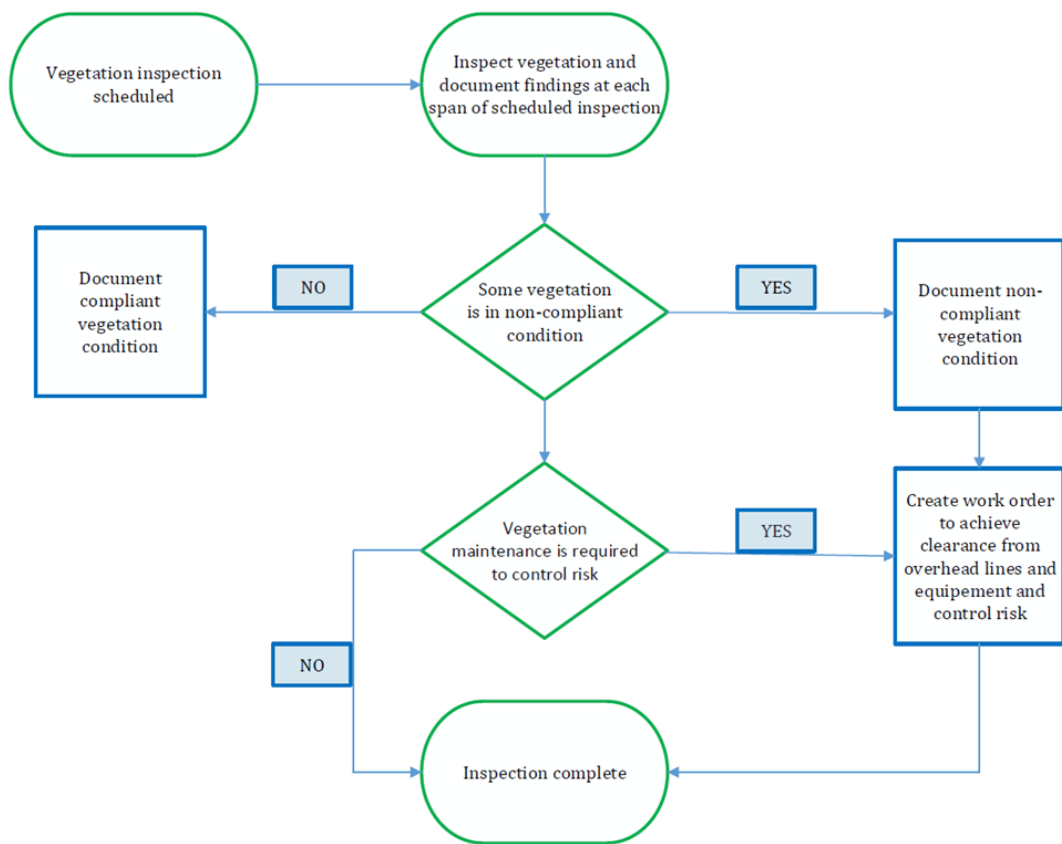 Vegetation inspection
scheduled
Inspect vegetation and
document findings at each
span of scheduled inspection
Document
compliant
vegetation
condition
NO
Some vegetation
is in non-compliant
condition
YES
Document non-
compliant
vegetation
condition
Vegetation
maintenance is required
to control risk
YES
Create work order
to achieve
clearance from
overhead lines and
equipement and
control risk
NO
Inspection complete